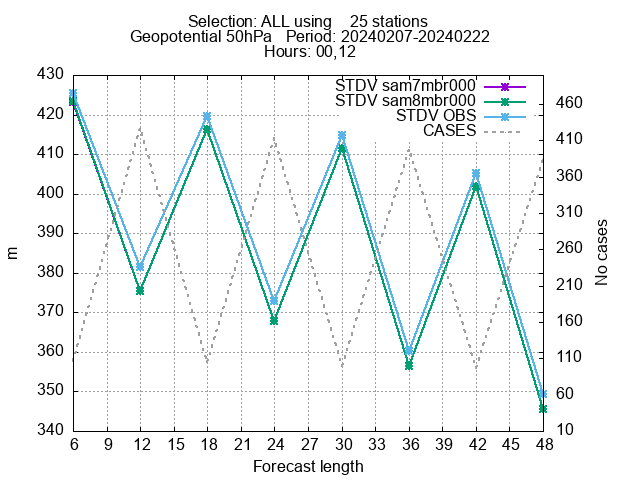 Selection: ALL using 25 stations
Geopotential 50hPa Period: 20240207-20240222
Hours: 00,12
STDV sam7mbr000
STDV sam8mbr000
STDV OBS
CASES
430
420
410
400
390
380
370
360
350
340
m
460
410
360
310
260
210
160
110
60
10
No cases
6 9 12 15 18 21 24 27 30 33 36 39 42 45 48
Forecast length